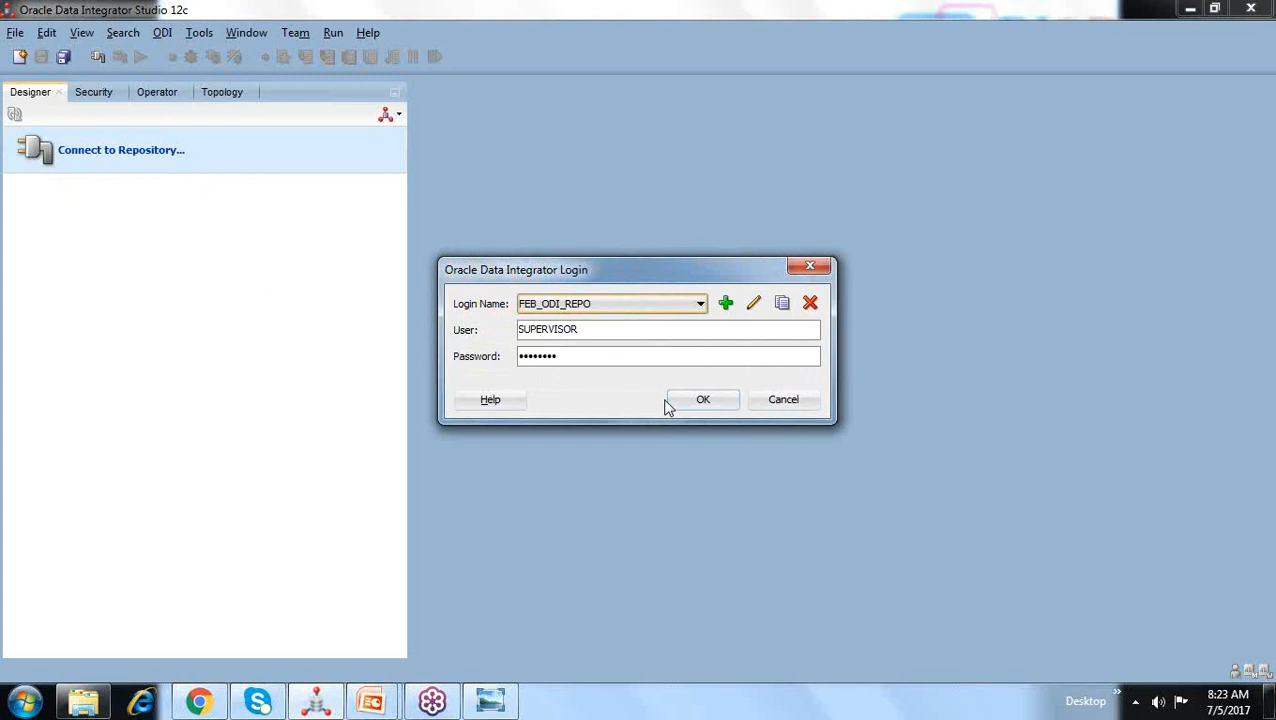 Oracle Data Integrator Studio 12c
File Edit View Search ODI Tools Window Team Run Help
Designer Security Operator Topology
Connect to Repository...
Oracle Data Integrator Login
Login Name: FEB_ODI_REPO
User: SUPERVISOR
Password: ••••••••
Help OK Cancel
Desktop
8:23 AM
7/5/2017